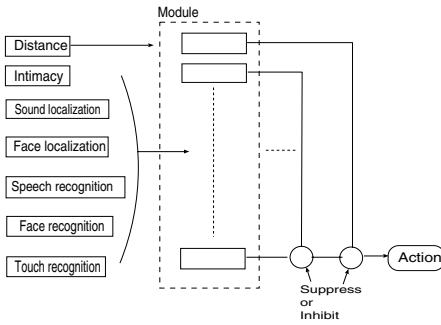 Module
Distance
Intimacy
Sound localization
Face localization
Speech recognition
Face recognition
Touch recognition
Action
Suppress
or
Inhibit